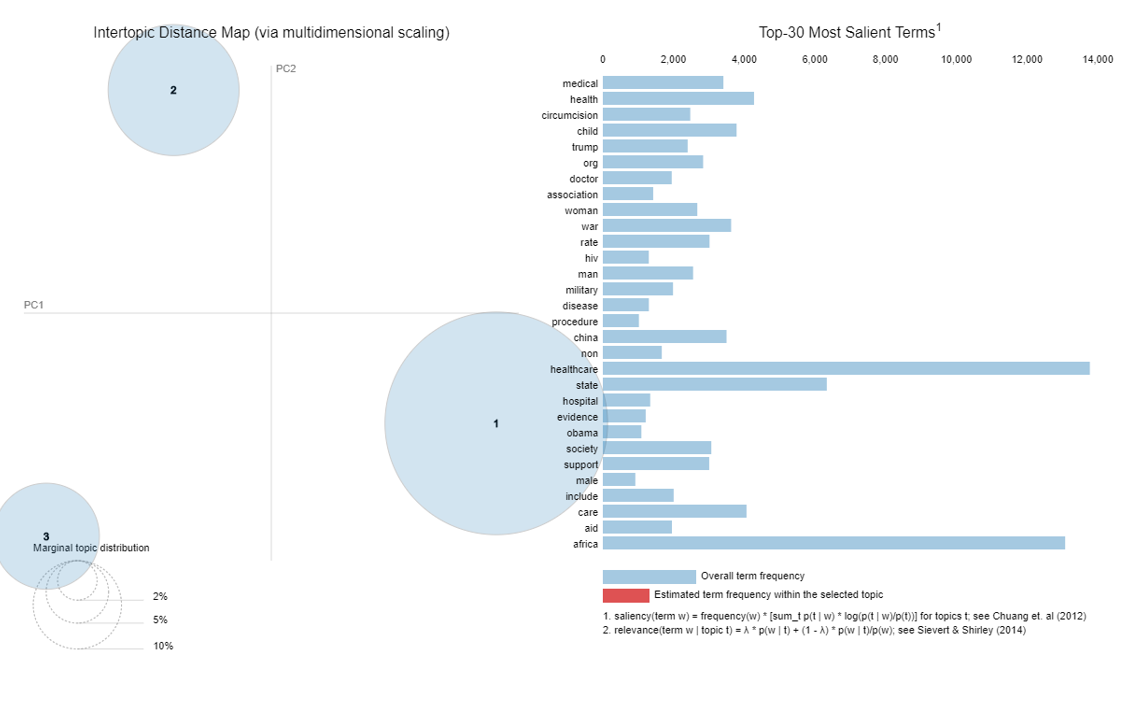 Intertopic Distance Map (via multidimensional scaling)
PC2
PC1
2
1
3
Marginal topic distribution
2%
5%
10%
Top-30 Most Salient Terms1
0 2,000 4,000 6,000 8,000 10,000 12,000 14,000
medical
health
circumcision
child
trump
org
doctor
association
woman
war
rate
hiv
man
military
disease
procedure
china
non
healthcare
state
hospital
evidence
obama
society
support
male
include
care
aid
africa
Overall term frequency
Estimated term frequency within the selected topic
1. saliency(term w) = frequency(w) * [sum_t p(t | w) * log(p(t | w)/p(t))] for topics t; see Chuang et. al (2012)
2. relevance(term w | topic t) = λ * p(w | t) + (1 - λ) * p(w | t)/p(w); see Sievert & Shirley (2014)